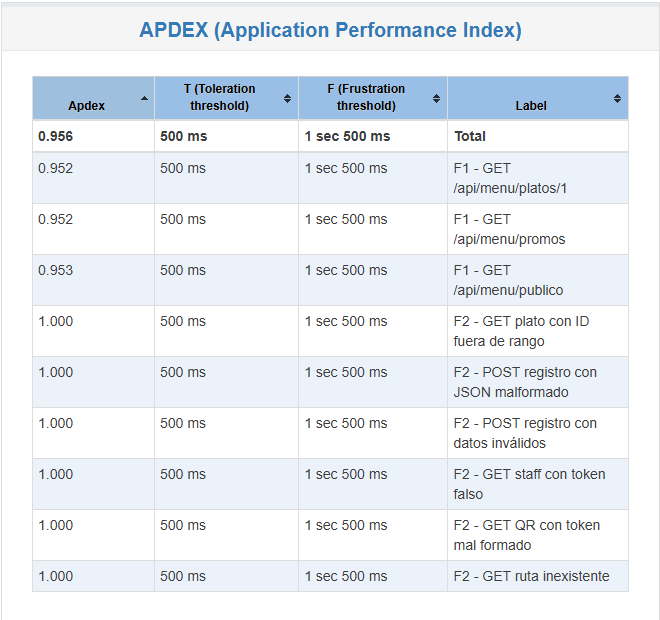 APDEX (Application Performance Index)
Apdex T (Toleration threshold) F (Frustration threshold) Label
0.956 500 ms 1 sec 500 ms Total
0.952 500 ms 1 sec 500 ms F1 - GET
/api/menu/platos/1
0.952 500 ms 1 sec 500 ms F1 - GET
/api/menu/promos
0.953 500 ms 1 sec 500 ms F1 - GET
/api/menu/publico
1.000 500 ms 1 sec 500 ms F2 - GET plato con ID
fuera de rango
1.000 500 ms 1 sec 500 ms F2 - POST registro con
JSON malformado
1.000 500 ms 1 sec 500 ms F2 - POST registro con
datos inválidos
1.000 500 ms 1 sec 500 ms F2 - GET staff con token
falso
1.000 500 ms 1 sec 500 ms F2 - GET QR con token
mal formado
1.000 500 ms 1 sec 500 ms F2 - GET ruta inexistente